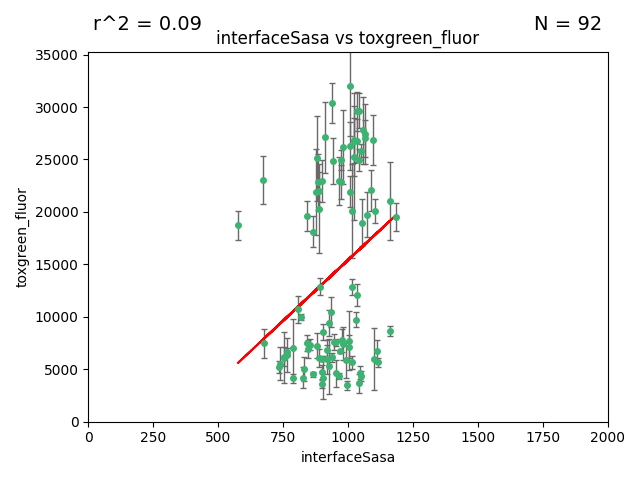 r^2 = 0.09
N = 92
interfaceSasa vs toxgreen_fluor
35000
30000
25000
20000
15000
10000
5000
0
toxgreen_fluor
0 250 500 750 1000 1250 1500 1750 2000
interfaceSasa